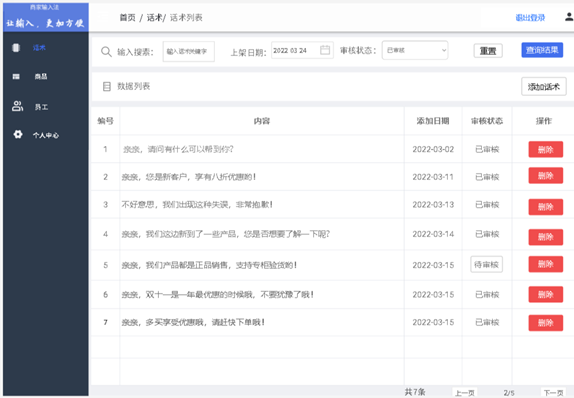 商家输入法
让输入，更加方便
首页 / 话术/ 话术列表
退出登录
话术
商品
员工
个人中心
输入搜索： 输入话术关键字 上架日期： 2022 03 24 审核状态： 已审核 重置 查询结果
数据列表 添加话术
编号 内容 添加日期 审核状态 操作
1 亲亲，请问有什么可以帮到你？ 2022-03-02 已审核 删除
2 亲亲，您是新客户，享有八折优惠哟！ 2022-03-11 已审核 删除
3 不好意思，我们出现这种失误，非常抱歉！ 2022-03-13 已审核 删除
4 亲亲，我们这边新到了一些产品，您是否想要了解一下呢？ 2022-03-14 已审核 删除
5 亲亲，我们产品都是正品销售，支持专柜验货哟！ 2022-03-15 待审核 删除
6 亲亲，双十一是一年最优惠的时候哦，不要犹豫了哦！ 2022-03-15 已审核 删除
7 亲亲，多买享受优惠哦，请赶快下单哦！ 2022-03-15 已审核 删除
共7条 上一页 2/5 下一页